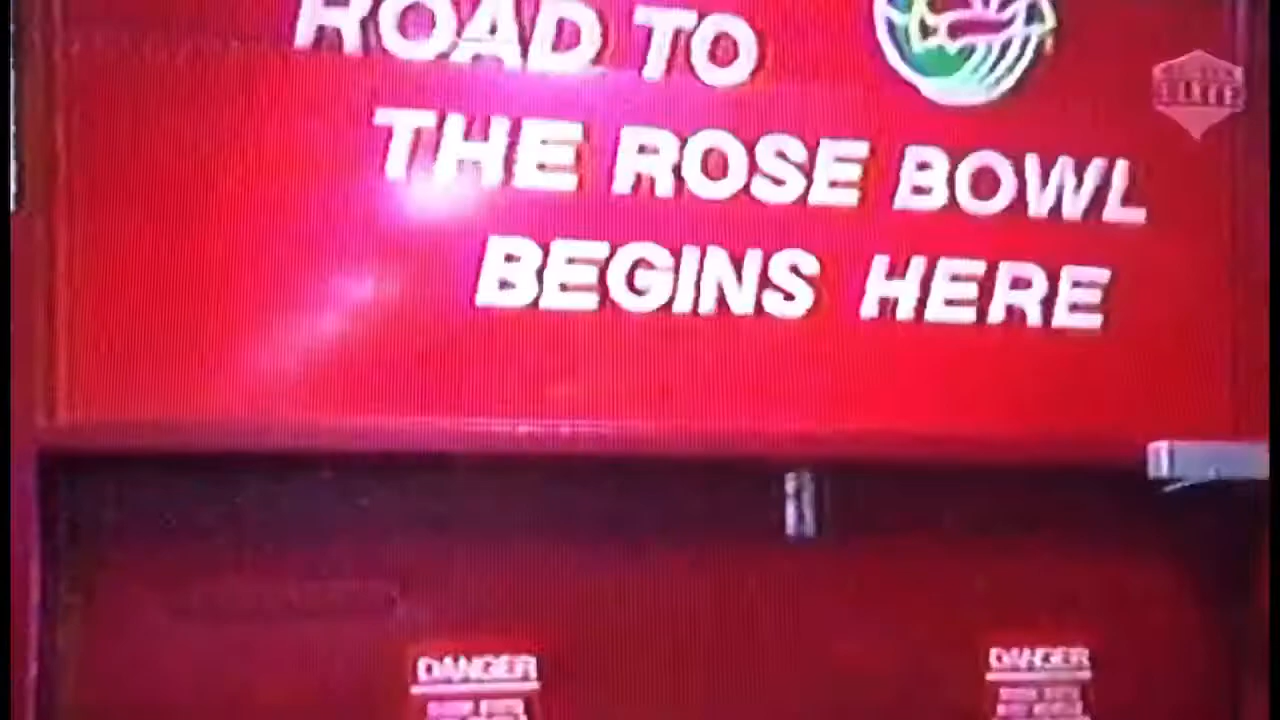 ROAD TO
THE ROSE BOWL
BEGINS HERE
DANGER
DANGER